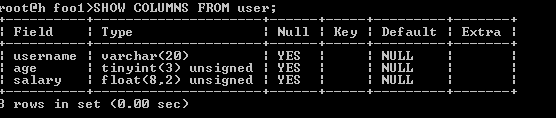 root@h foo1>SHOW COLUMNS FROM user;
+----------+---------------------+------+-----+---------+-------+
| Field    | Type                | Null | Key | Default | Extra |
+----------+---------------------+------+-----+---------+-------+
| username | varchar(20)         | YES  |     | NULL    |       |
| age      | tinyint(3) unsigned | YES  |     | NULL    |       |
| salary   | float(8,2) unsigned | YES  |     | NULL    |       |
+----------+---------------------+------+-----+---------+-------+
3 rows in set (0.00 sec)